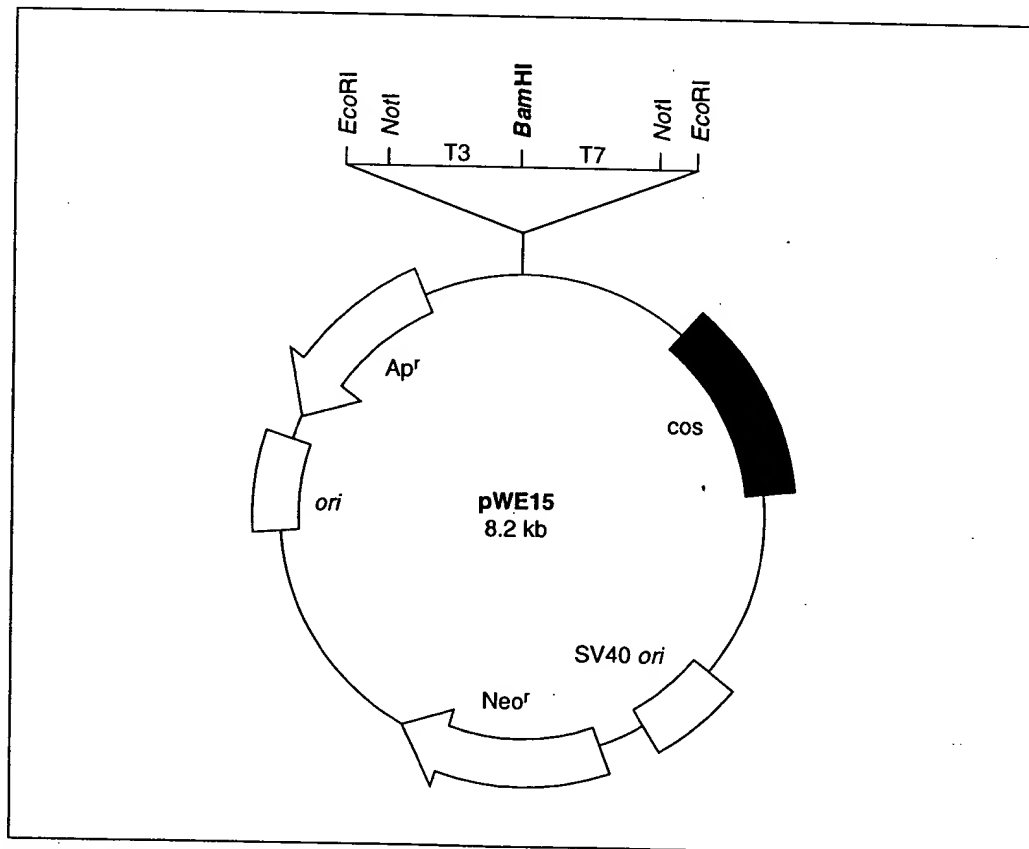 EcoRI
NotI
BamHI
NotI
EcoRI
T3
T7
Apr
cos
ori
pWE15
8.2 kb
SV40 ori
Neor